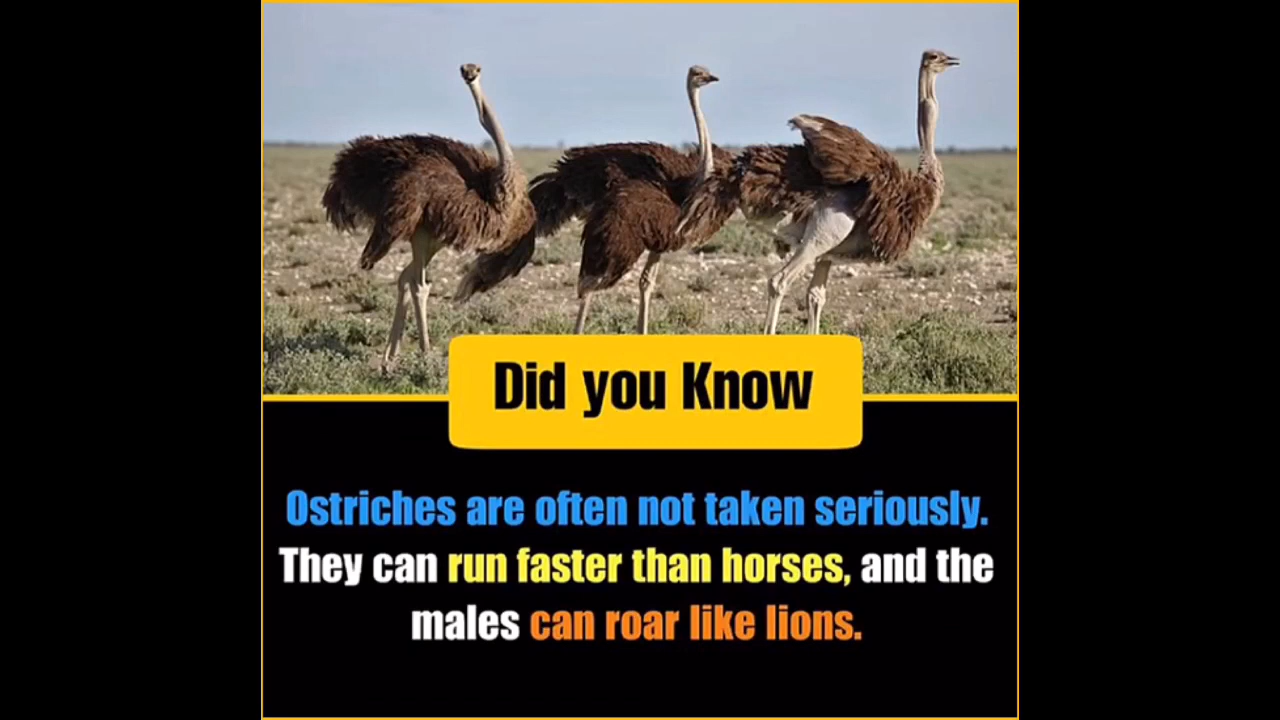 Did you Know
Ostriches are often not taken seriously.
They can run faster than horses, and the
males can roar like lions.